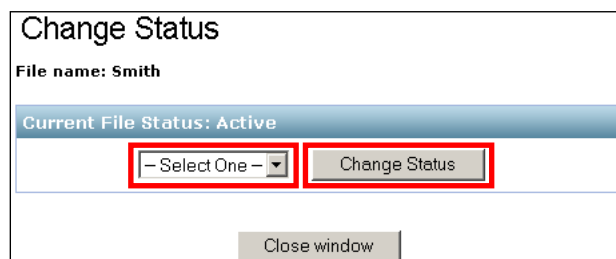 Change Status
File name: Smith
Current File Status: Active
– Select One – Change Status
Close window